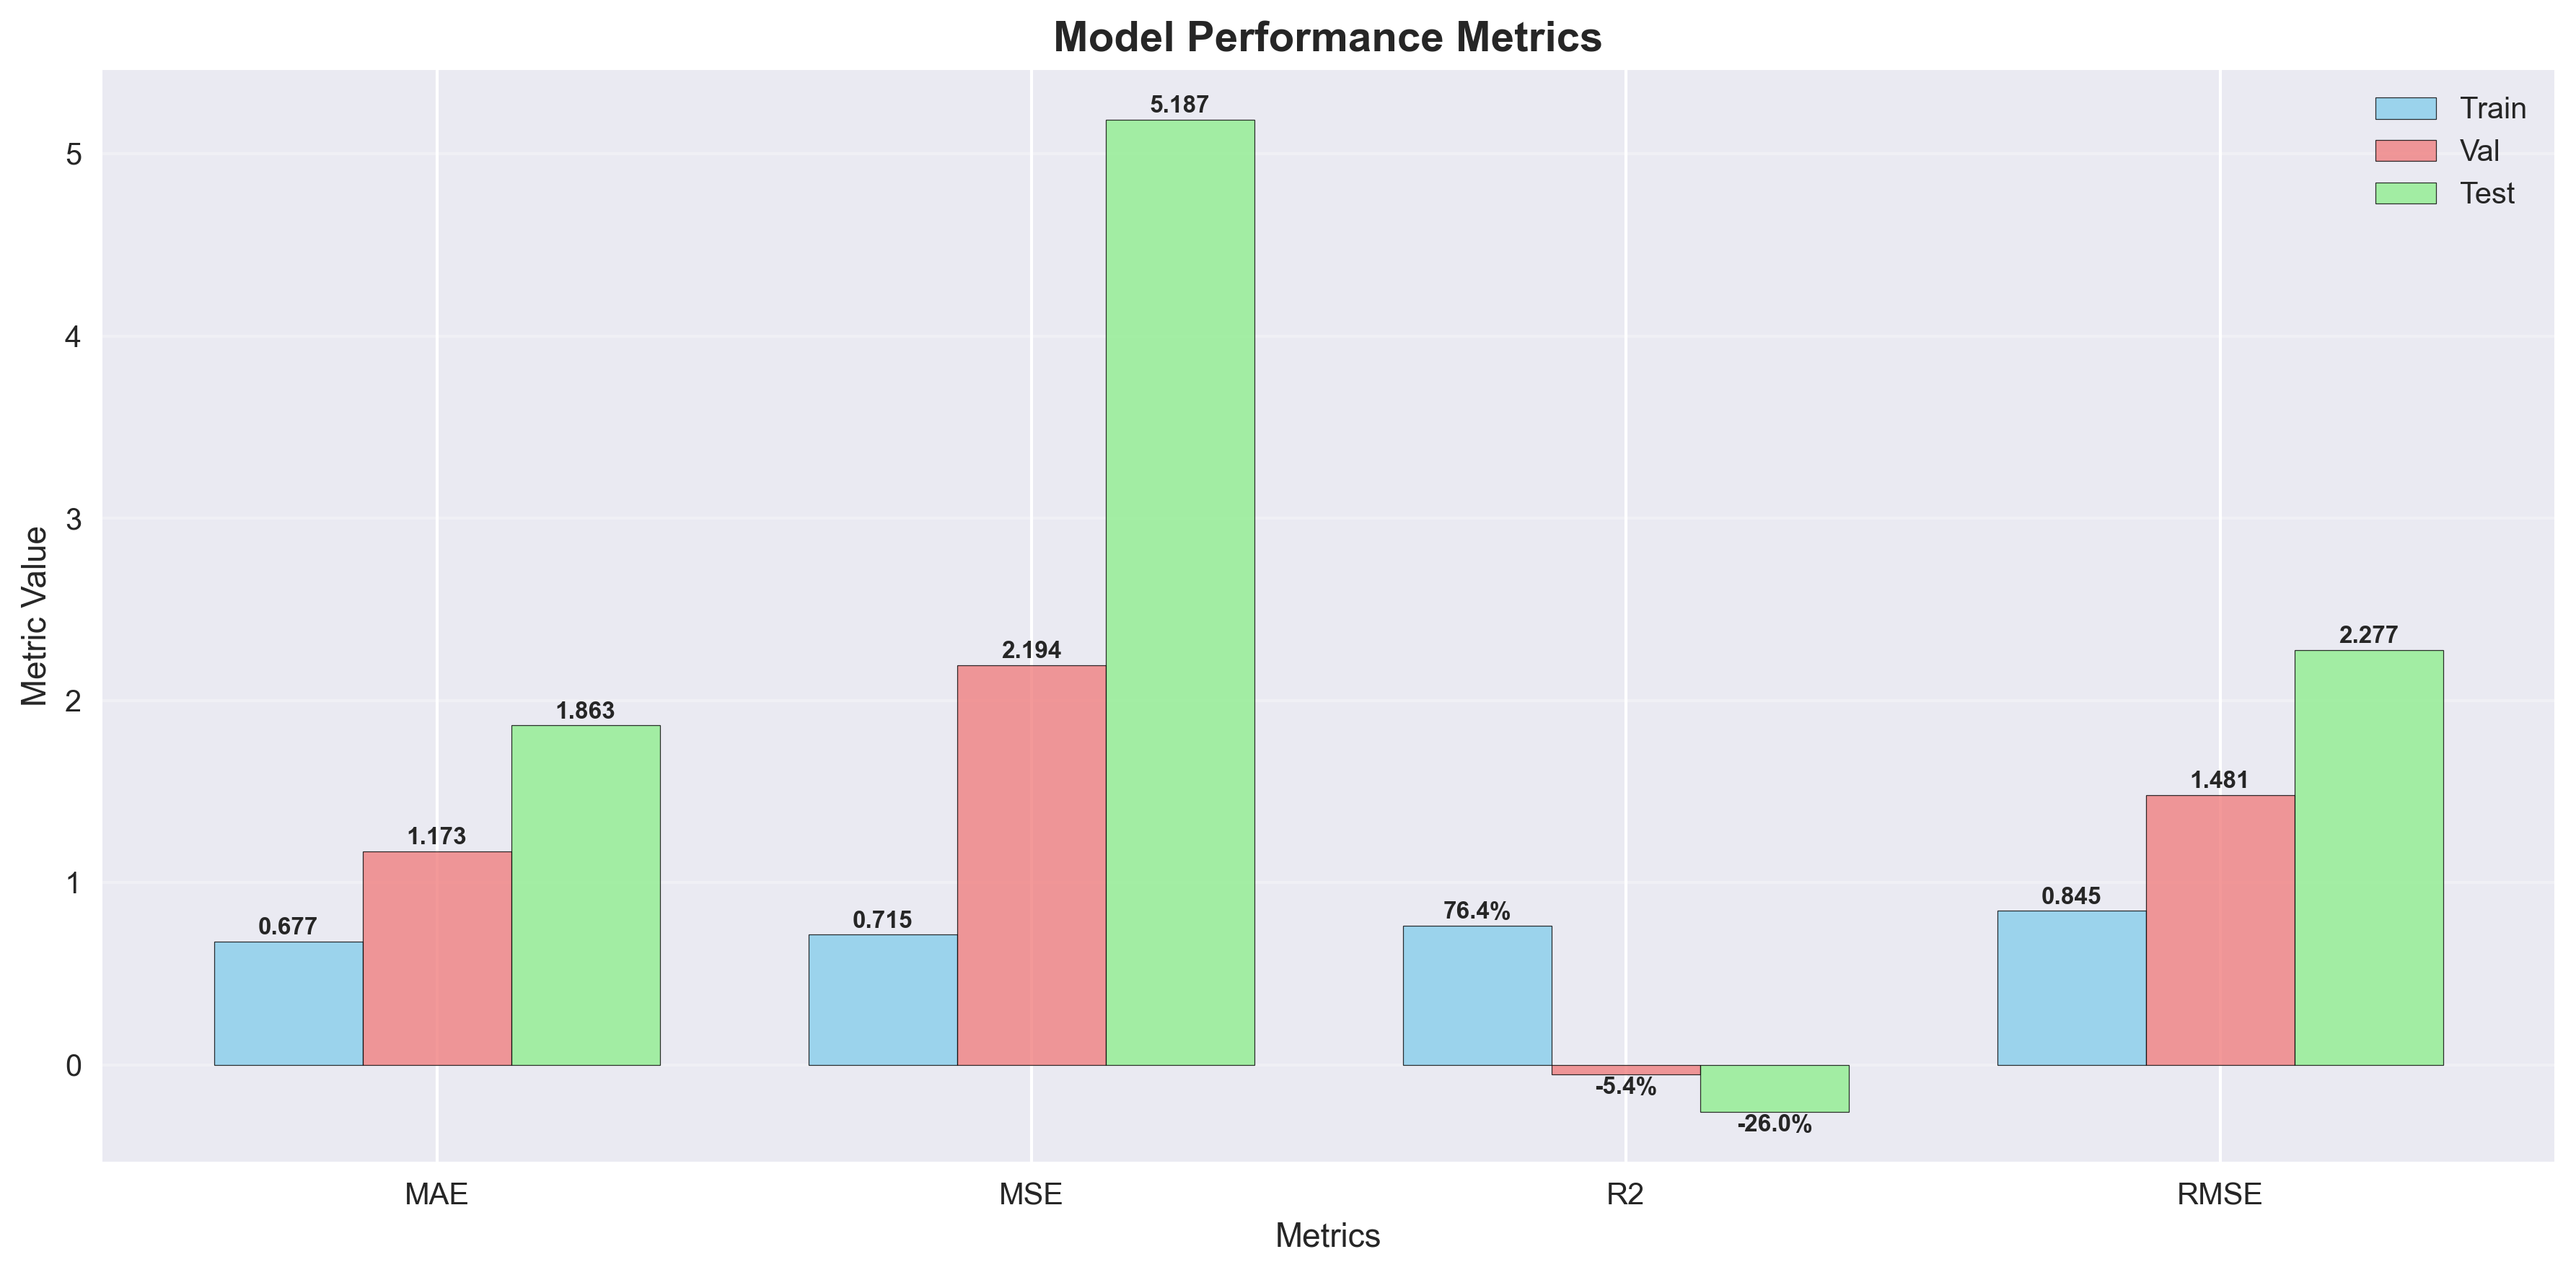 Model Performance Metrics
Metric Value
5
4
3
2
1
0
Train
Val
Test
0.677
1.173
1.863
0.715
2.194
5.187
76.4%
-5.4%
-26.0%
0.845
1.481
2.277
MAE
MSE
R2
RMSE
Metrics